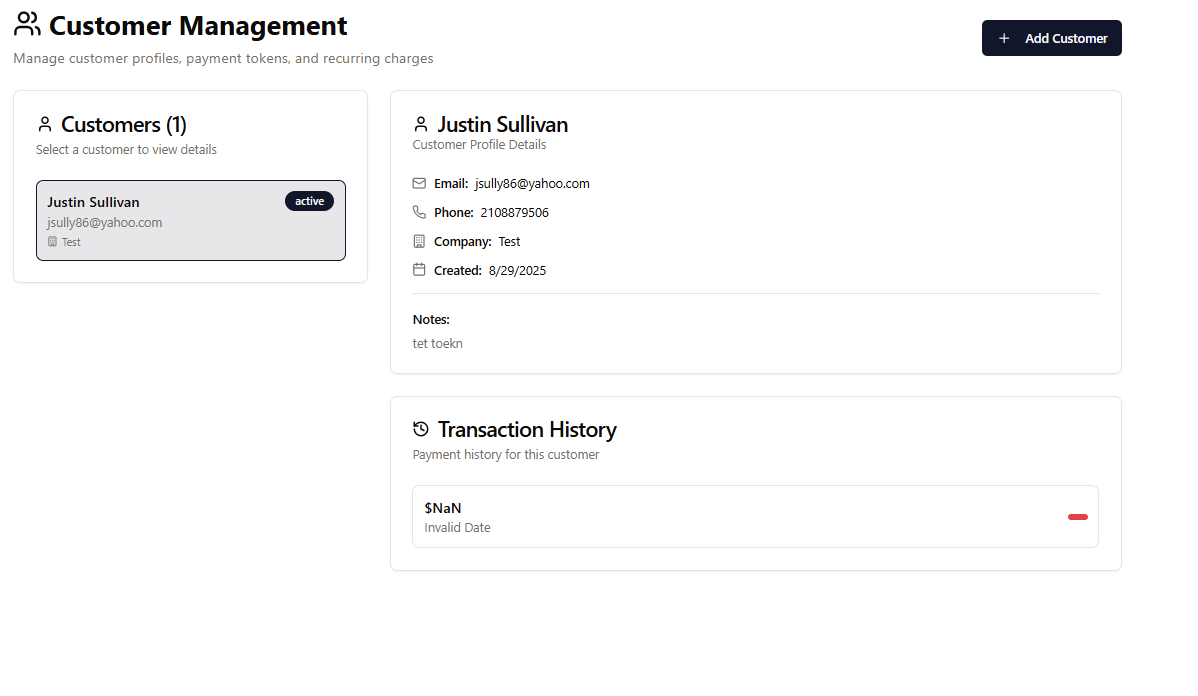 Customer Management
Manage customer profiles, payment tokens, and recurring charges
+ Add Customer
Customers (1)
Select a customer to view details
Justin Sullivan
active
jsully86@yahoo.com
Test
Justin Sullivan
Customer Profile Details
Email: jsully86@yahoo.com
Phone: 2108879506
Company: Test
Created: 8/29/2025
Notes:
tet toekn
Transaction History
Payment history for this customer
$NaN
Invalid Date